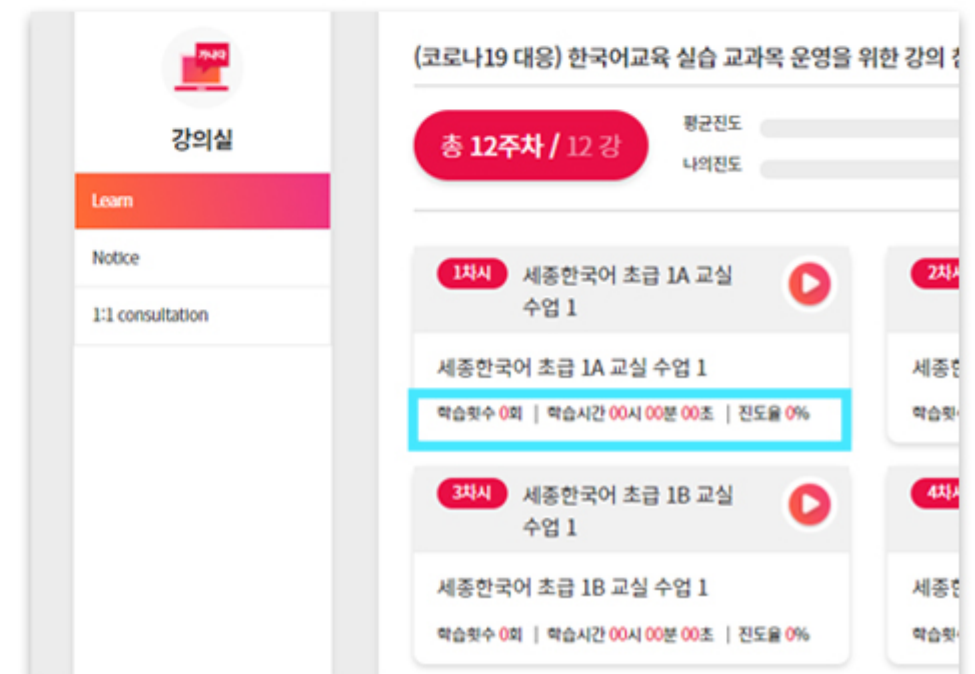 가나다
강의실
Learn
Notice
1:1 consultation
(코로나19 대응) 한국어교육 실습 교과목 운영을 위한 강의
총 12주차 / 12 강
평균진도
나의진도
1차시 세종한국어 초급 1A 교실
수업 1
세종한국어 초급 1A 교실 수업 1
학습횟수 0회 | 학습시간 00시 00분 00초 | 진도율 0%
3차시 세종한국어 초급 1B 교실
수업 1
세종한국어 초급 1B 교실 수업 1
학습횟수 0회 | 학습시간 00시 00분 00초 | 진도율 0%